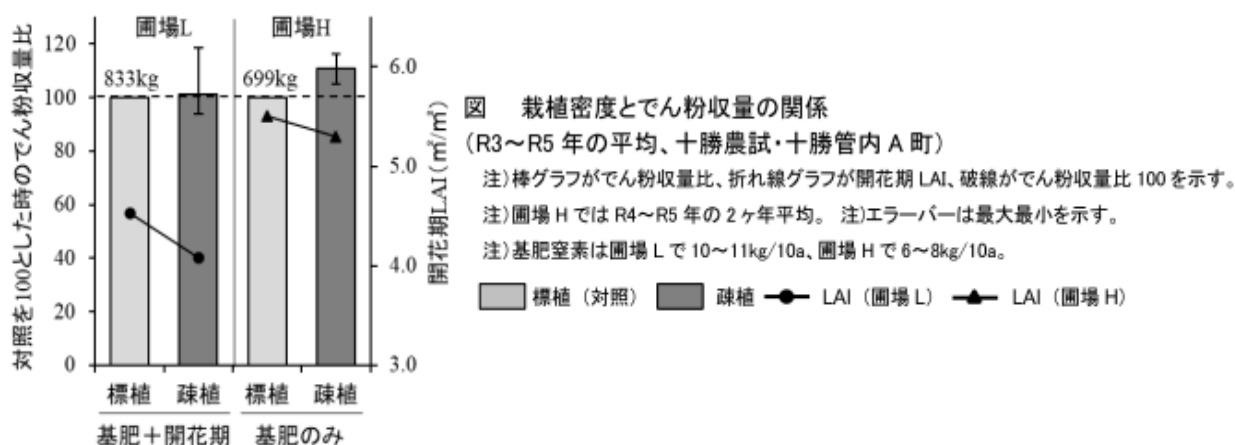 対照を100とした時のでん粉収量比
120
100
80
60
40
20
0
圃場L
圃場H
833kg
699kg
6.0
5.0
4.0
3.0
開花期LAI(㎡/㎡)
標植 疎植 標植 疎植
基肥+開花期 基肥のみ
図 栽植密度とでん粉収量の関係
(R3~R5 年の平均、十勝農試・十勝管内 A 町)
注)棒グラフがでん粉収量比、折れ線グラフが開花期 LAI、破線がでん粉収量比 100 を示す。
注)圃場 H では R4~R5 年の 2 ヶ年平均。 注)エラーバーは最大最小を示す。
注)基肥窒素は圃場 L で 10~11kg/10a、圃場 H で 6~8kg/10a。
標植 (対照) 疎植 LAI (圃場 L) LAI (圃場 H)